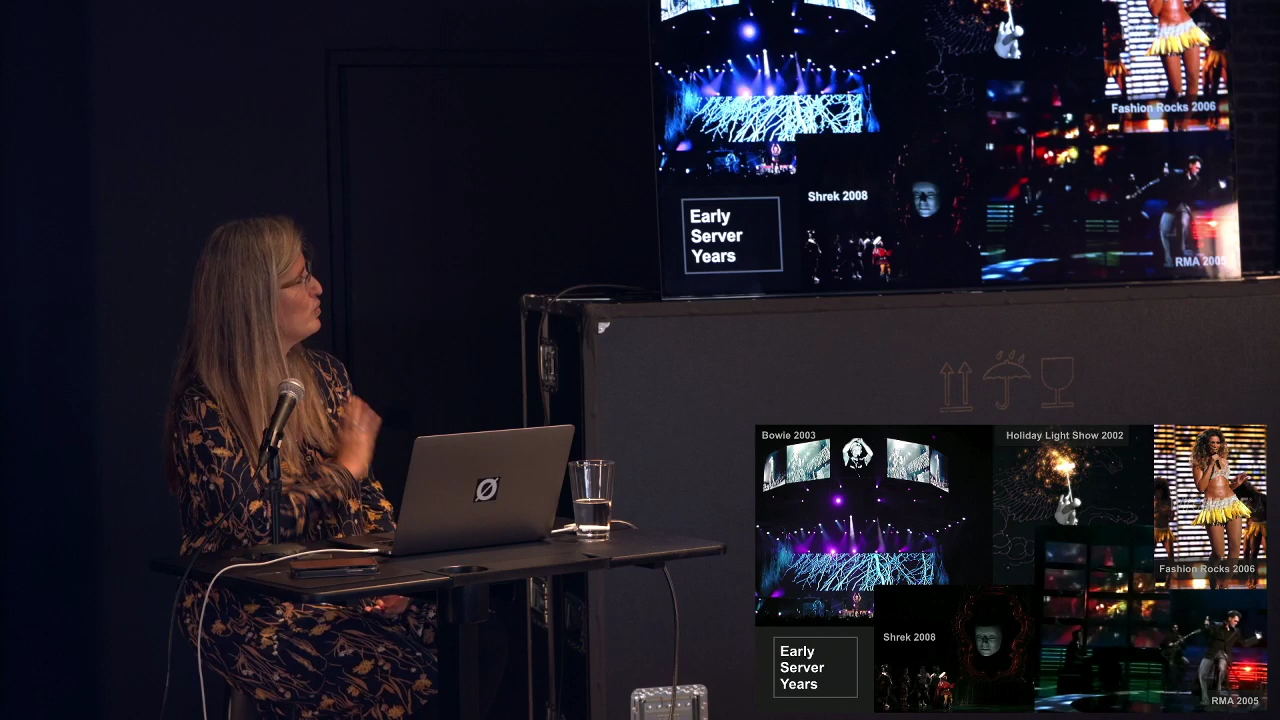 Fashion Rocks 2006
Shrek 2008
Early
Server
Years
RMA 2005
Bowie 2003
Holiday Light Show 2002
Fashion Rocks 2006
Shrek 2008
Early
Server
Years
RMA 2005